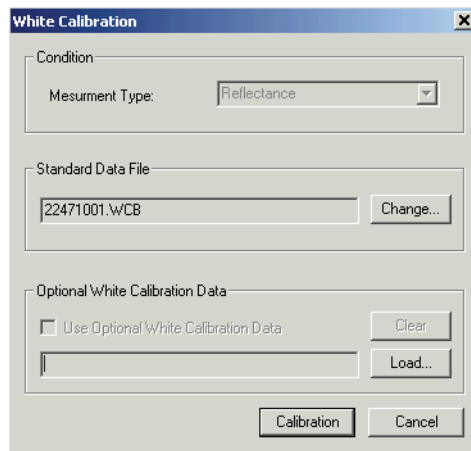 White Calibration
Condition
Mesurment Type: Reflectance
Standard Data File
22471001.WCB Change...
Optional White Calibration Data
Use Optional White Calibration Data Clear
Load...
Calibration Cancel